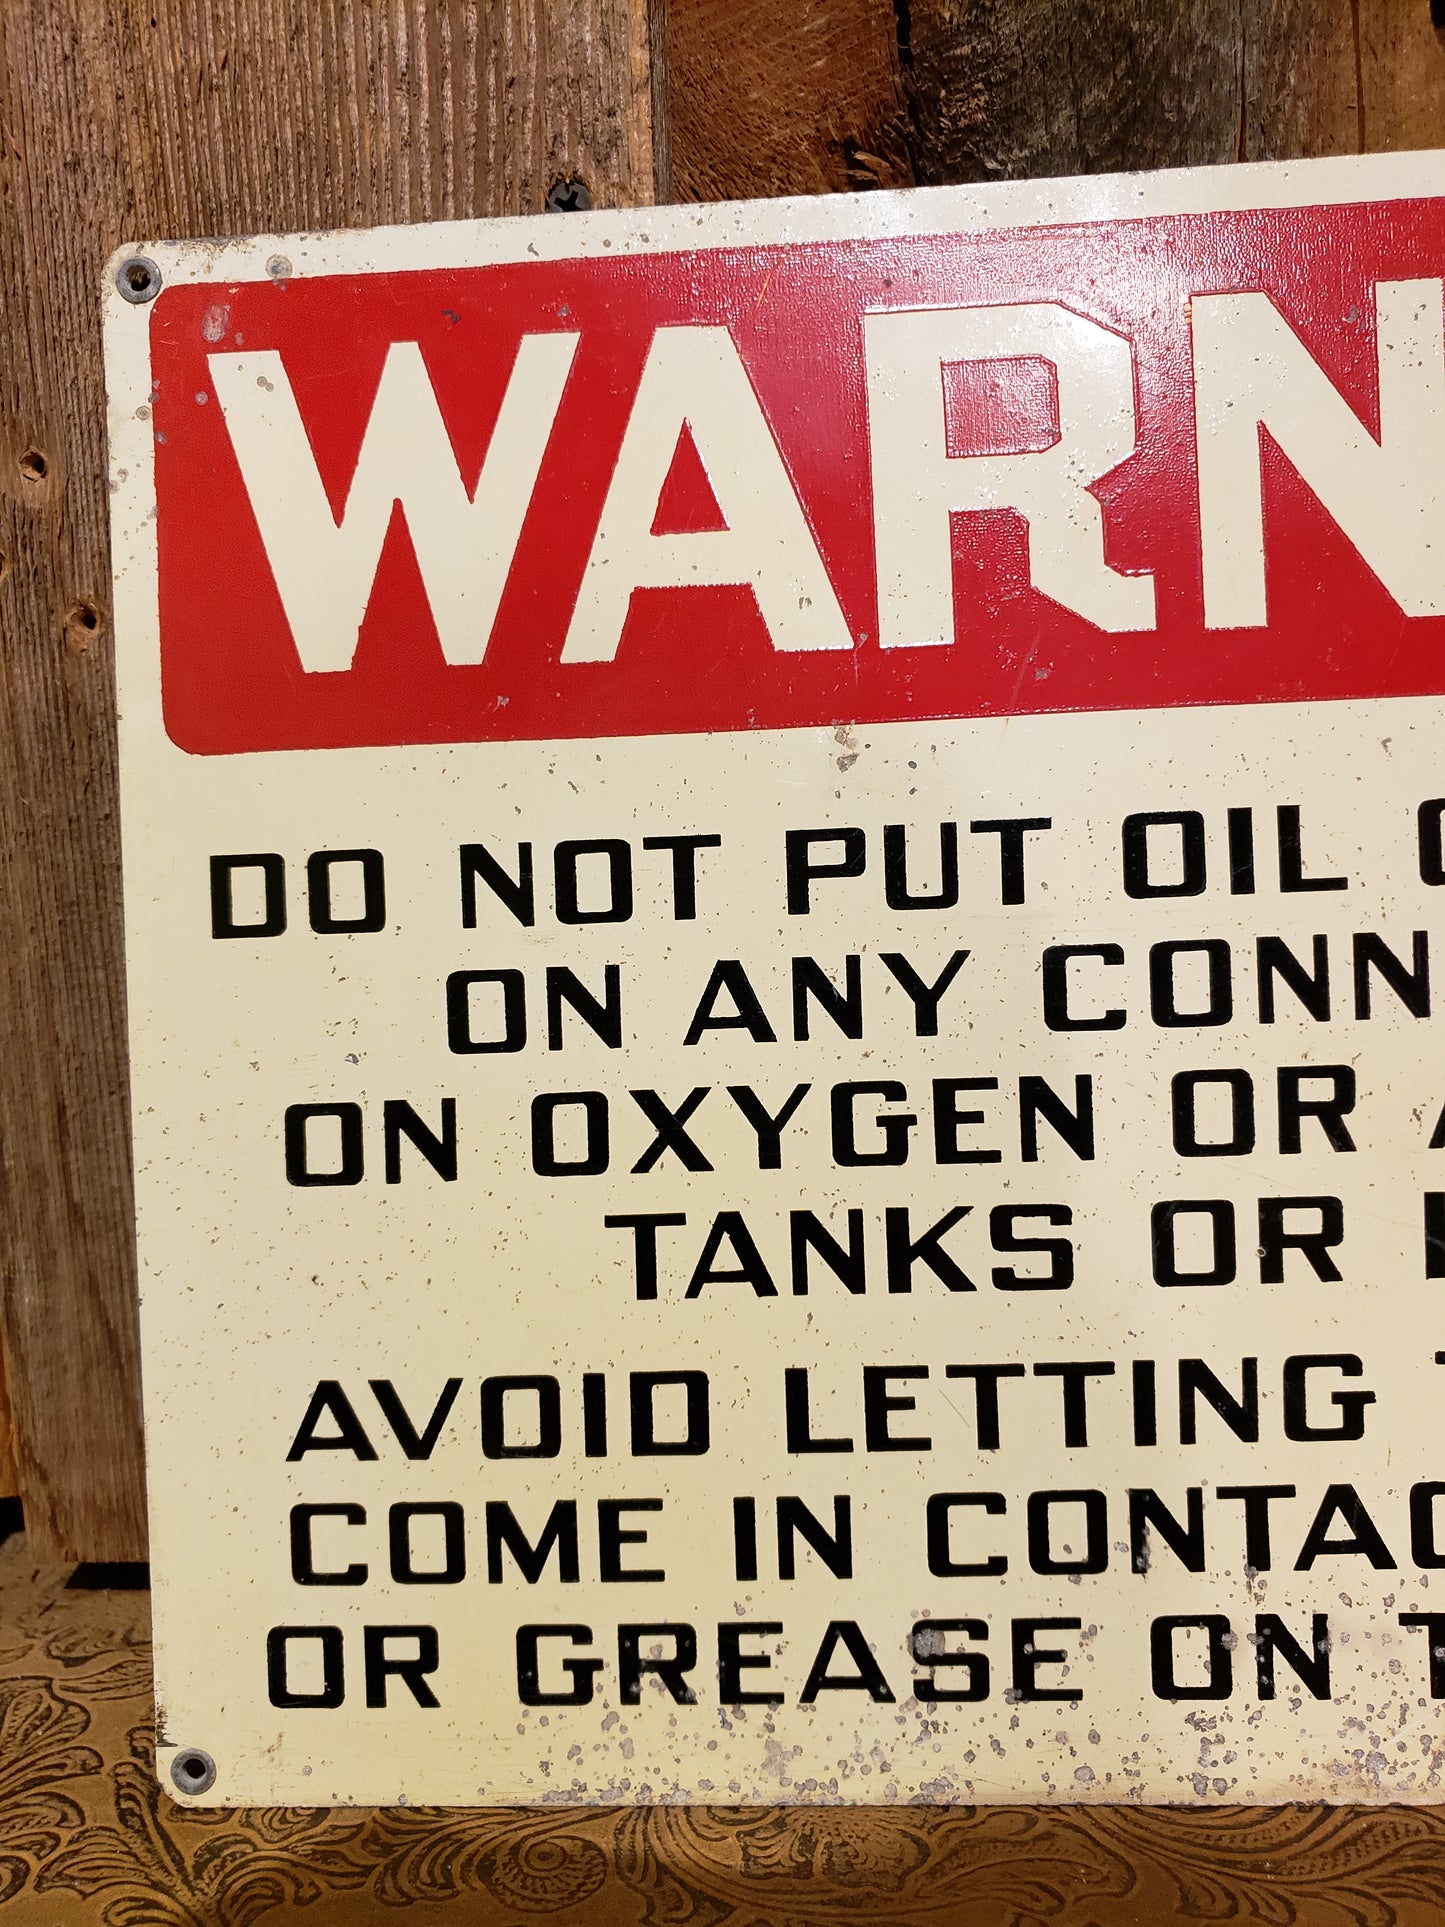 WARN
DO NOT PUT OIL
ON ANY CONN
ON OXYGEN OR A
TANKS OR
AVOID LETTING
COME IN CONTAC
OR GREASE ON T